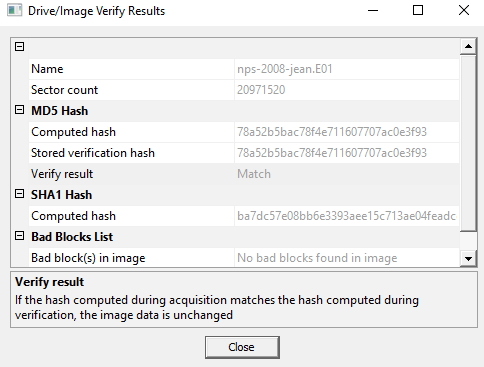 Drive/Image Verify Results
Name nps-2008-jean.E01
Sector count 20971520
MD5 Hash
Computed hash 78a52b5bac78f4e711607707ac0e3f93
Stored verification hash 78a52b5bac78f4e711607707ac0e3f93
Verify result Match
SHA1 Hash
Computed hash ba7dc57e08bb6e3393aee15c713ae04feadc
Bad Blocks List
Bad block(s) in image No bad blocks found in image
Verify result
If the hash computed during acquisition matches the hash computed during
verification, the image data is unchanged
Close